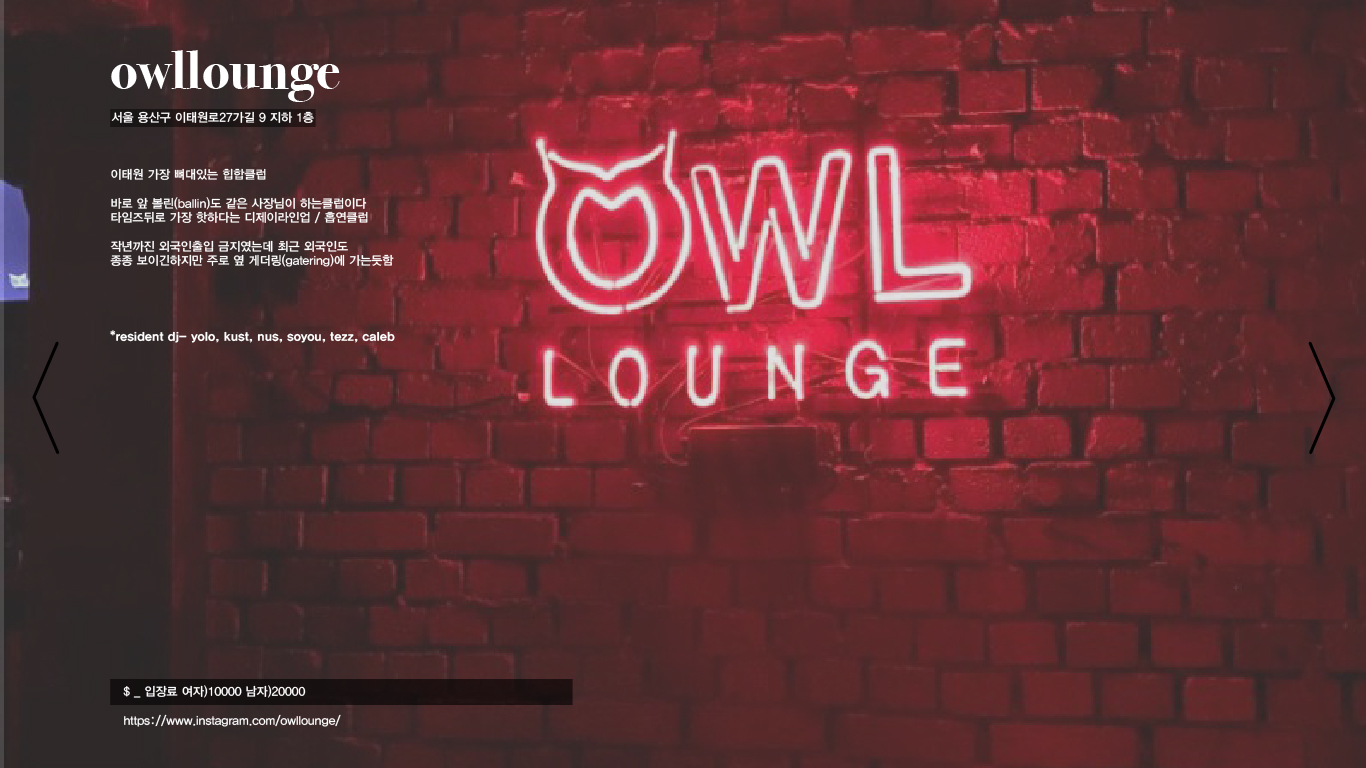 owllounge
서울 용산구 이태원로27가길 9 지하 1층
이태원 가장 뼈대있는 힙합클럽
바로 앞 볼린(ballin)도 같은 사장님이 하는클럽이다
타임즈뒤로 가장 핫하다는 디제이라인업 / 흡연클럽
작년까진 외국인출입 금지였는데 최근 외국인도
종종 보이긴하지만 주로 옆 게더링(gatering)에 가는듯함
*resident dj- yolo, kust, nus, soyou, tezz, caleb
OWL
LOUNGE
$ _ 입장료 여자)10000 남자)20000
https://www.instagram.com/owllounge/